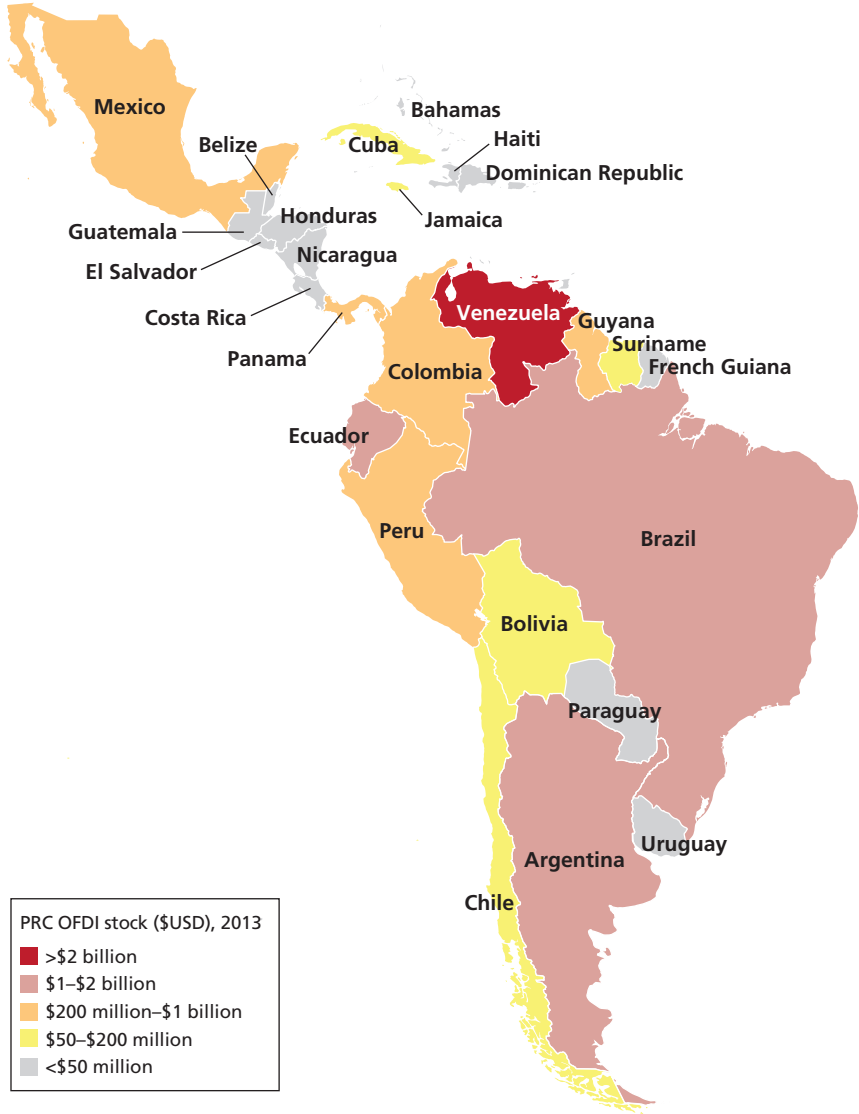 Mexico
Bahamas
Belize
Cuba
Haiti
Dominican Republic
Honduras
Jamaica
Guatemala
Nicaragua
El Salvador
Costa Rica
Venezuela
Guyana
Suriname
Panama
French Guiana
Colombia
Ecuador
Peru
Brazil
Bolivia
Paraguay
Uruguay
Argentina
Chile
PRC OFDI stock ($USD), 2013
>$2 billion
$1–$2 billion
$200 million–$1 billion
$50–$200 million
<$50 million